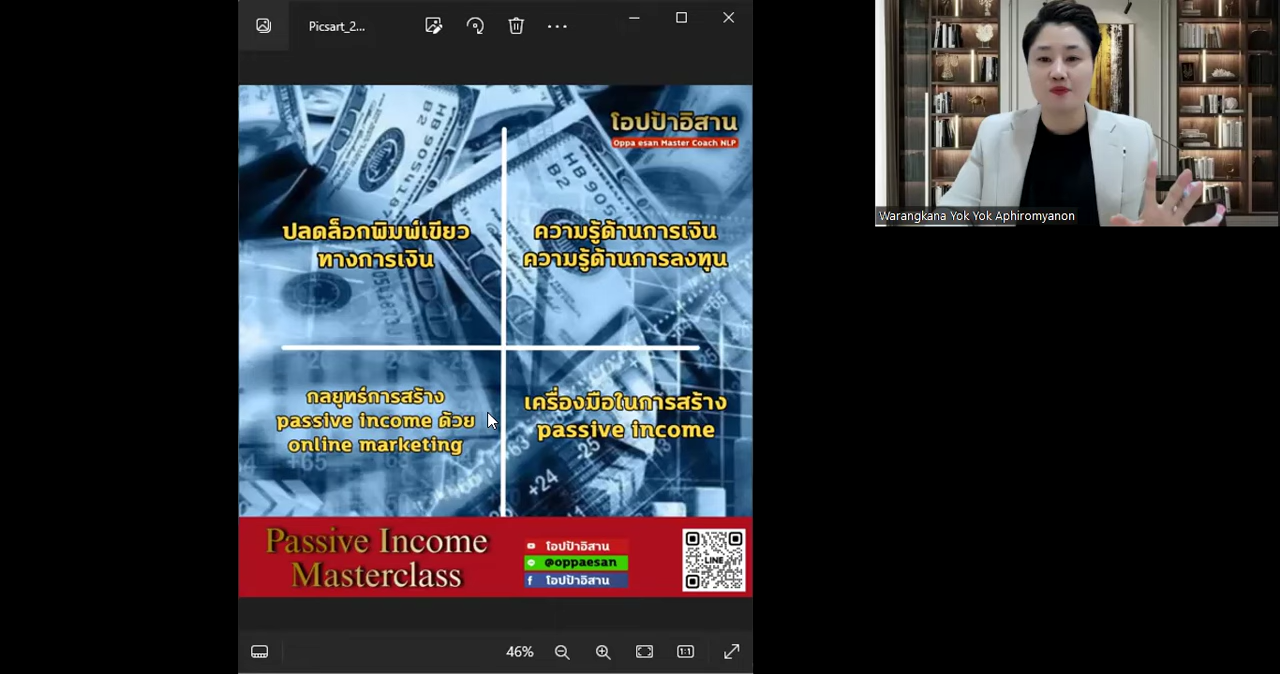 Picsart_2...
โอปป้าอิสาน
Oppa esan Master Coach NLP
ปลดล็อกพิมพ์เขียว
ทางการเงิน
ความรู้ด้านการเงิน
ความรู้ด้านการลงทุน
กลยุทธ์การสร้าง
passive income ด้วย
online marketing
เครื่องมือในการสร้าง
passive income
Passive Income
Masterclass
โอปป้าอิสาน
@oppaesan
โอปป้าอิสาน
LINE
46%
1:1
Warangkana Yok Yok Aphiromyanon